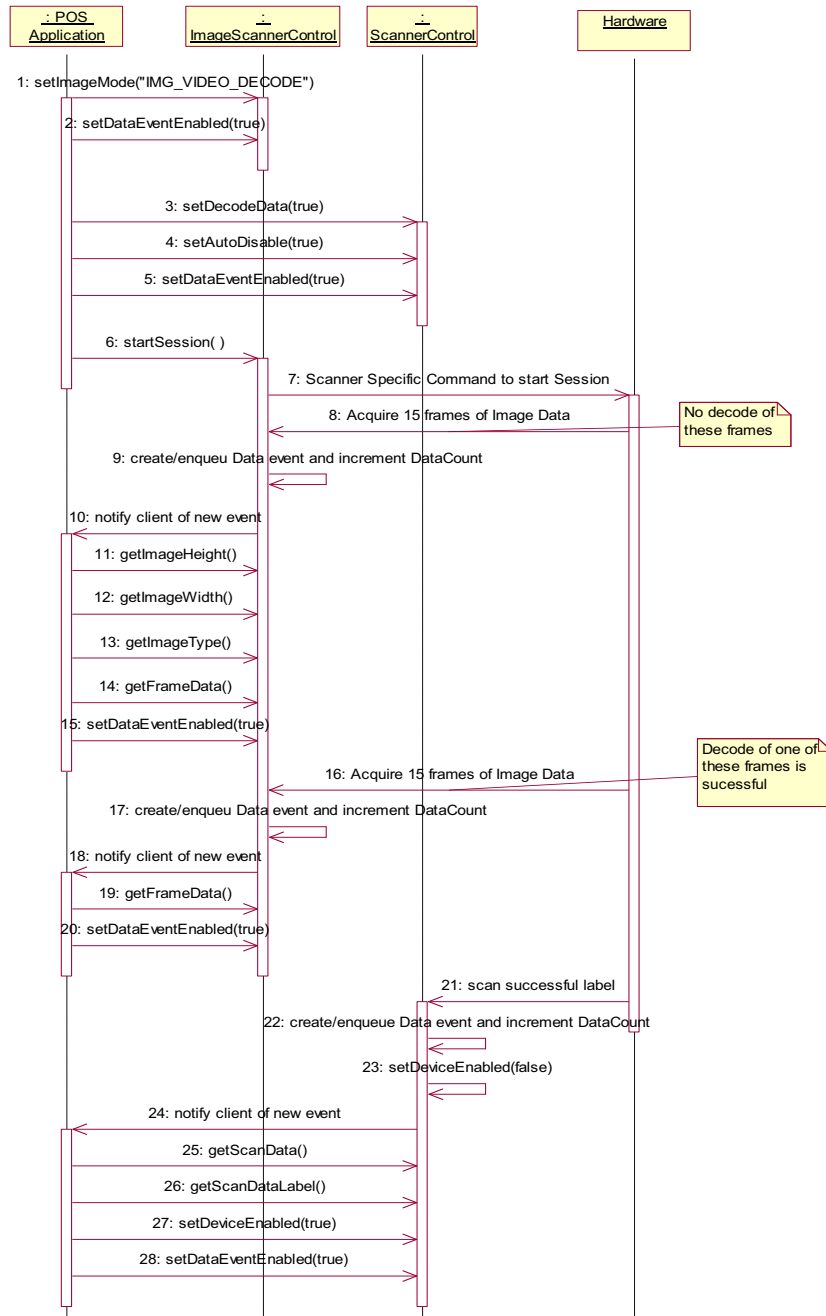 : POS
Application
:
ImageScannerControl
:
ScannerControl
Hardware
1: setImageMode("IMG_VIDEO_DECODE")
2: setDataEventEnabled(true)
3: setDecodeData(true)
4: setAutoDisable(true)
5: setDataEventEnabled(true)
6: startSession( )
7: Scanner Specific Command to start Session
8: Acquire 15 frames of Image Data
No decode of
these frames
9: create/enqueu Data event and increment DataCount
10: notify client of new event
11: getImageHeight()
12: getImageWidth()
13: getImageType()
14: getFrameData()
15: setDataEventEnabled(true)
Decode of one of
these frames is
sucessful
16: Acquire 15 frames of Image Data
17: create/enqueu Data event and increment DataCount
18: notify client of new event
19: getFrameData()
20: setDataEventEnabled(true)
21: scan successful label
22: create/enqueue Data event and increment DataCount
23: setDeviceEnabled(false)
24: notify client of new event
25: getScanData()
26: getScanDataLabel()
27: setDeviceEnabled(true)
28: setDataEventEnabled(true)